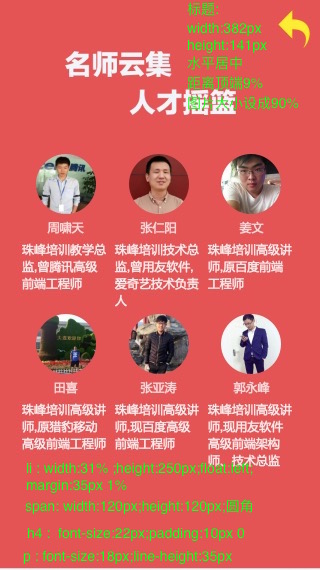 标题:
width:382px
height:141px
水平居中
距离顶端9%
图片大小设成90%
名师云集
人才摇篮
周啸天
张仁阳
姜文
珠峰培训教学总
监,曾腾讯高级
前端工程师
珠峰培训技术总
监,曾用友软件,
爱奇艺技术负责
人
珠峰培训高级讲
师,原百度前端
工程师
田喜
张亚涛
郭永峰
珠峰培训高级讲
师,原猎豹移动
高级前端工程师
珠峰培训高级讲
师,现百度高级
前端工程师
珠峰培训高级讲
师,现用友软件
高级前端架构
师，技术总监
li : width:31% ;height:250px;float:left;
margin:35px 1%
span: width:120px;height:120px;圆角
h4 : font-size:22px;padding:10px 0
p : font-size:18px;line-height:35px